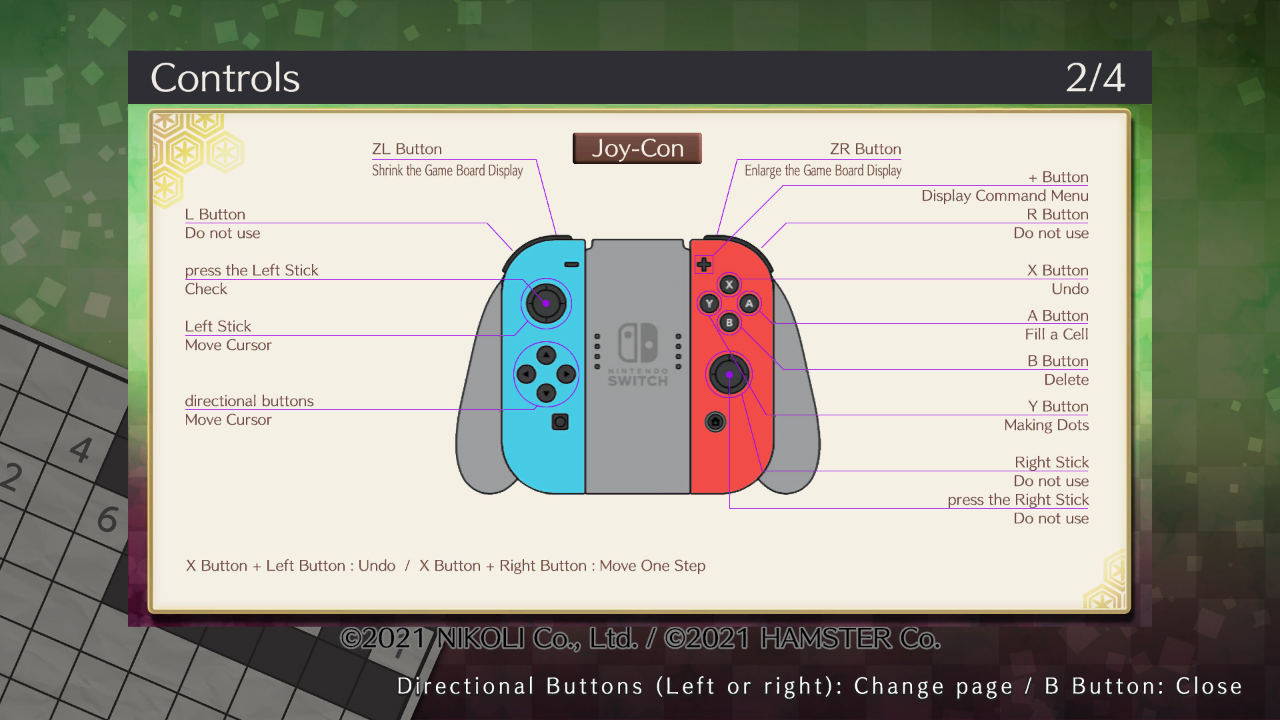 Controls
2/4
Joy-Con
ZL Button
Shrink the Game Board Display
ZR Button
Enlarge the Game Board Display
+ Button
Display Command Menu
L Button
Do not use
R Button
Do not use
press the Left Stick
Check
X Button
Undo
Left Stick
Move Cursor
A Button
Fill a Cell
B Button
Delete
directional buttons
Move Cursor
Y Button
Making Dots
Right Stick
Do not use
press the Right Stick
Do not use
X
Y
A
B
NINTENDO
SWITCH
X Button + Left Button : Undo / X Button + Right Button : Move One Step
4
2
6
©2021 NIKOLI Co., Ltd. / ©2021 HAMSTER Co.
Directional Buttons (Left or right): Change page / B Button: Close